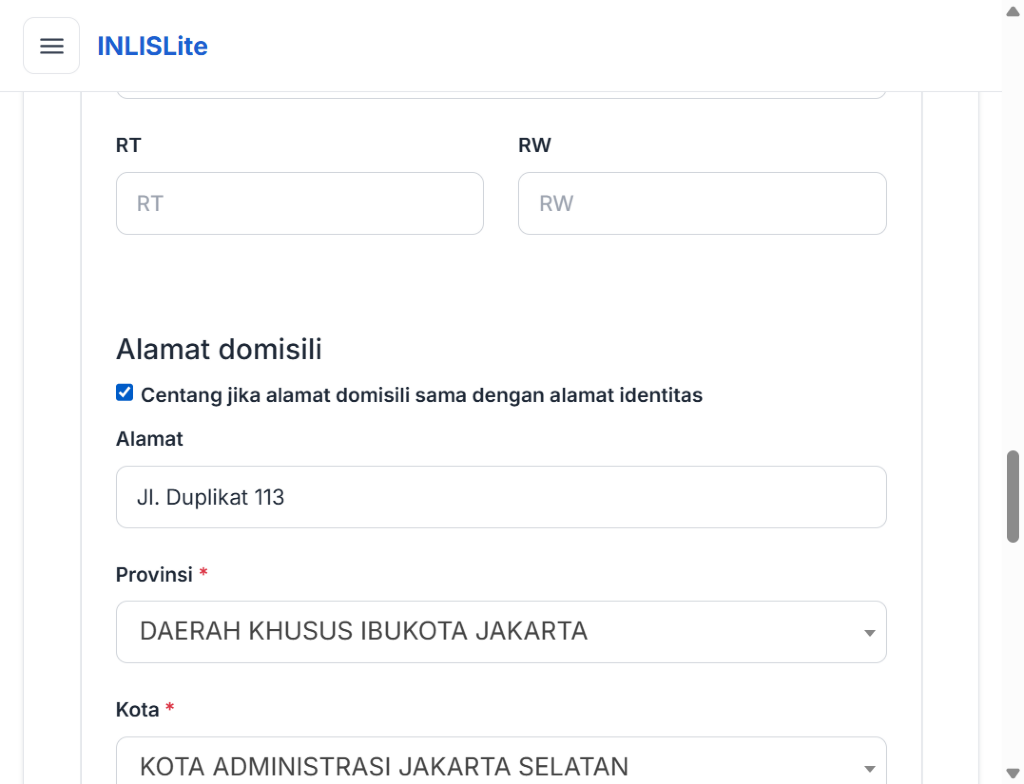 INLISLite
RT
RW
RT
RW
Alamat domisili
Centang jika alamat domisili sama dengan alamat identitas
Alamat
Jl. Duplikat 113
Provinsi *
DAERAH KHUSUS IBUKOTA JAKARTA
Kota *
KOTA ADMINISTRASI JAKARTA SELATAN